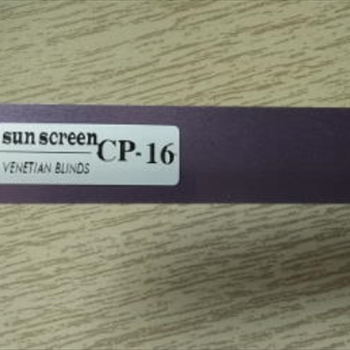 sun screen
CP-16
VENETIAN BLINDS